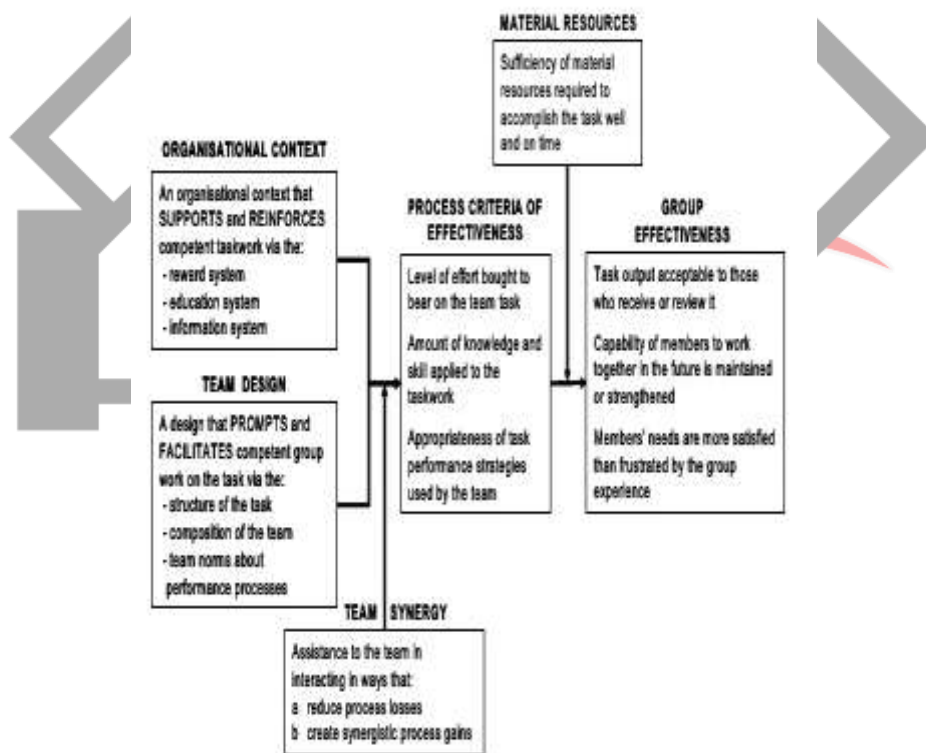 MATERIAL RESOURCES
Sufficiency of material
resources required to
accomplish the task well
and on time
ORGANISATIONAL CONTEXT
An organisational context that
SUPPORTS and REINFORCES
competent taskwork via the:
- reward system
- education system
- information system
PROCESS CRITERIA OF
EFFECTIVENESS
Level of effort bought to
bear on the team task
Amount of knowledge and
skill applied to the
taskwork
Appropriateness of task
performance strategies
used by the team
GROUP
EFFECTIVENESS
Task output acceptable to those
who receive or review it
Capability of members to work
together in the future is maintained
or strengthened
Members' needs are more satisfied
than frustrated by the group
experience
TEAM DESIGN
A design that PROMPTS and
FACILITATES competent group
work on the task via the:
- structure of the task
- composition of the team
- team norms about
performance processes
TEAM SYNERGY
Assistance to the team in
interacting in ways that:
a reduce process losses
b create synergistic process gains